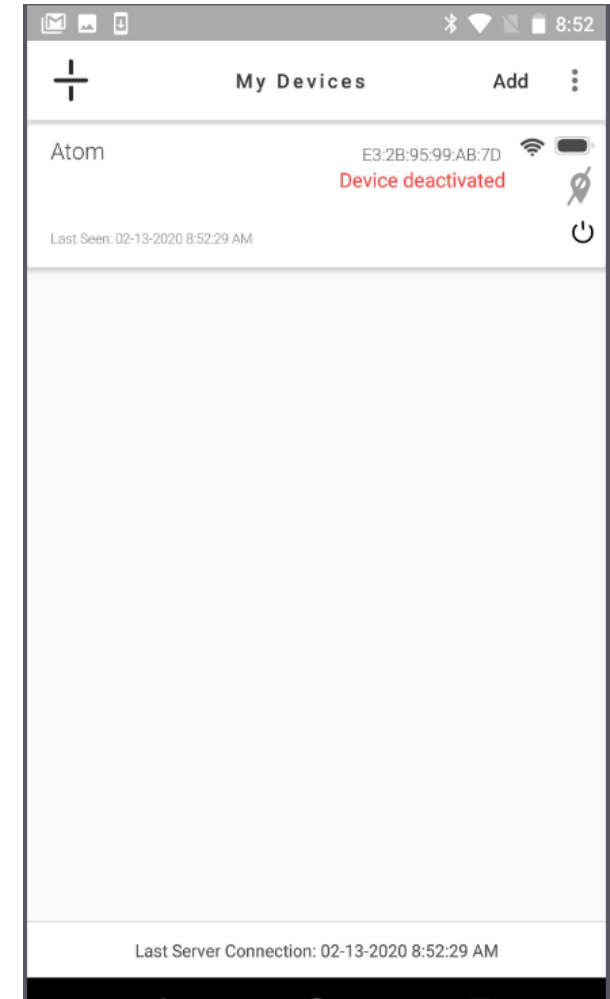 8:52
My Devices Add
Atom E3:2B:95:99:AB:7D
Device deactivated
Last Seen: 02-13-2020 8:52:29 AM
Last Server Connection: 02-13-2020 8:52:29 AM